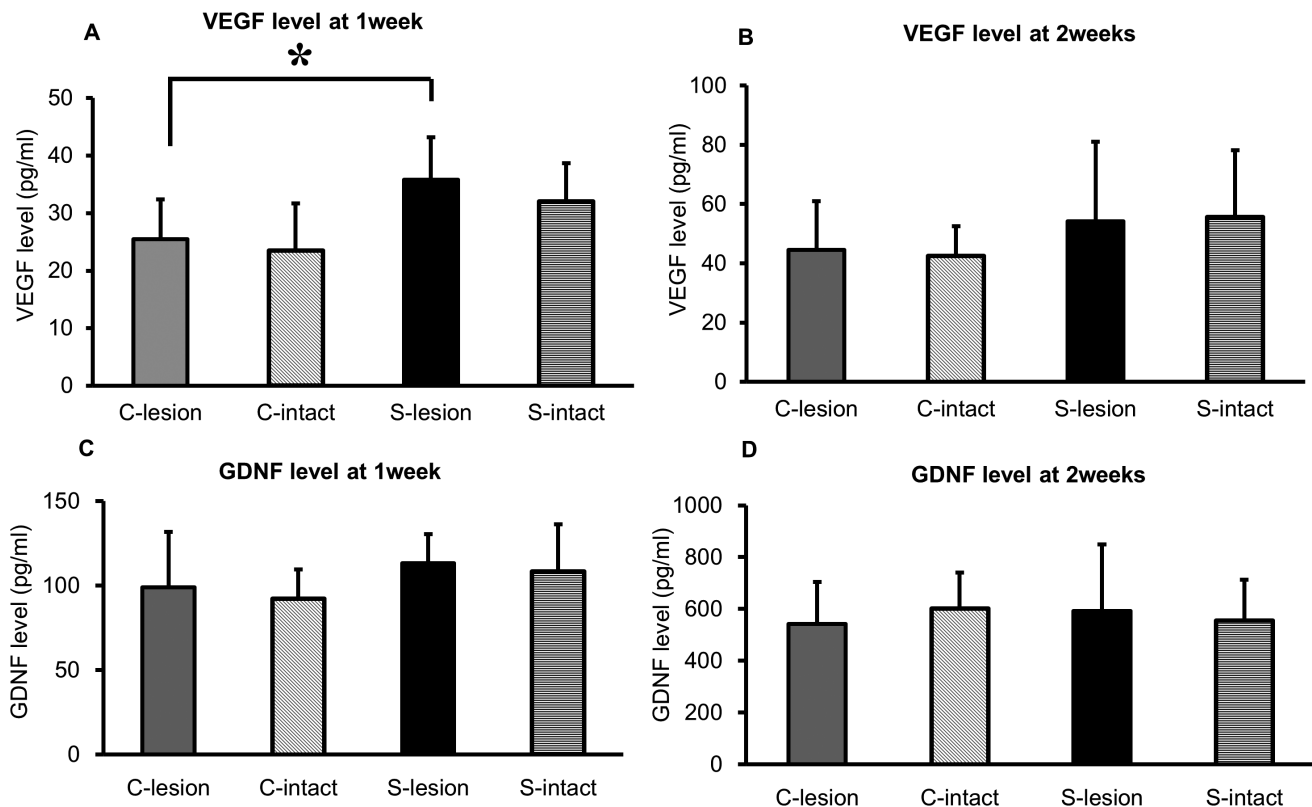 A
VEGF level at 1week
*
VEGF level (pg/ml)
50
40
30
20
10
0
C-lesion C-intact S-lesion S-intact
B
VEGF level at 2weeks
VEGF level (pg/ml)
100
80
60
40
20
0
C-lesion C-intact S-lesion S-intact
C
GDNF level at 1week
GDNF level (pg/ml)
150
100
50
0
C-lesion C-intact S-lesion S-intact
D
GDNF level at 2weeks
GDNF level (pg/ml)
1000
800
600
400
200
0
C-lesion C-intact S-lesion S-intact